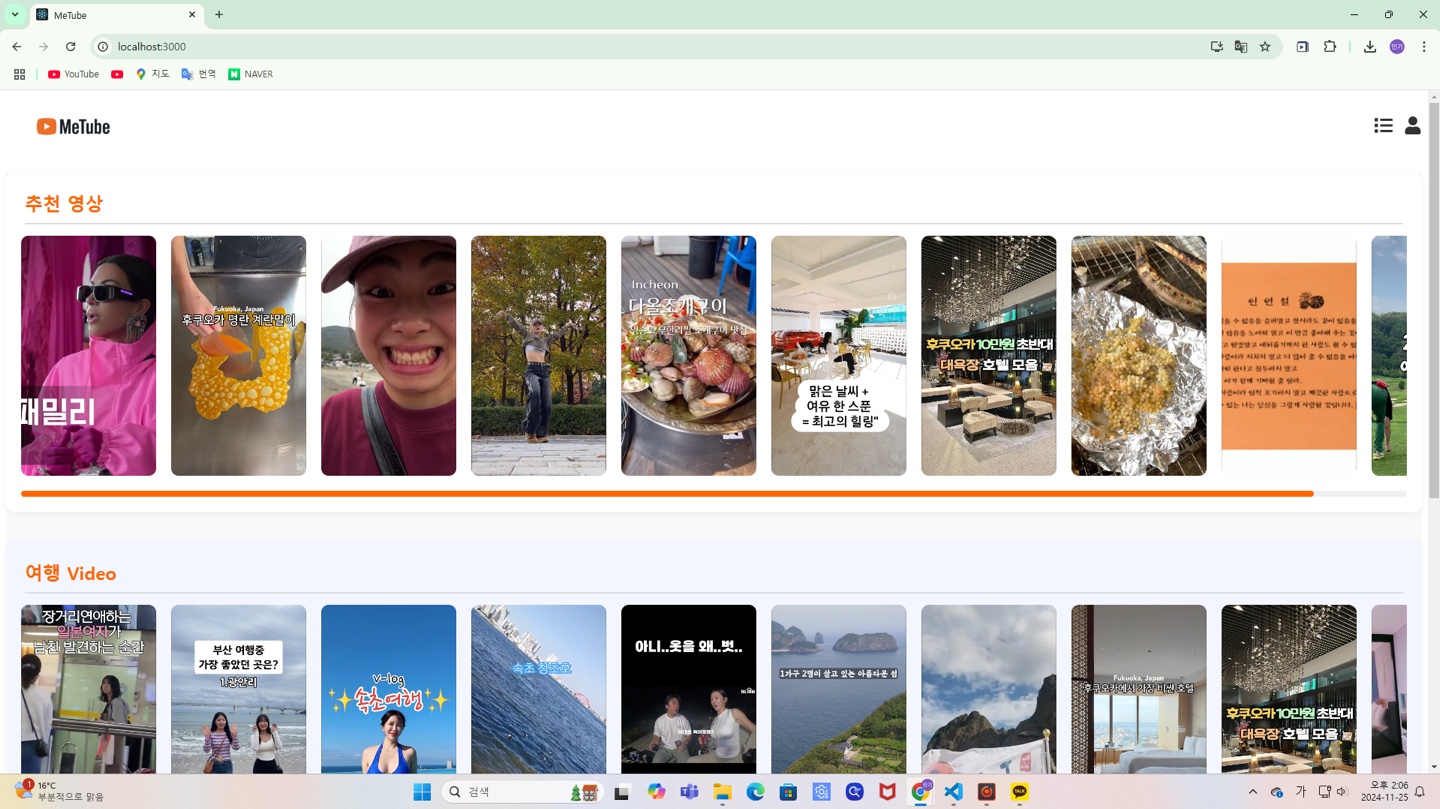 MeTube
localhost:3000
YouTube
지도
번역
NAVER
MeTube
추천 영상
패밀리
Fukuoka, Japan
후쿠오카 명란 계란말이
Incheon
다올조개구이
맑은 날씨 +
여유 한 스푼
= 최고의 힐링"
후쿠오카 10만원 초반대
대욕장 호텔 모음
여행 Video
장거리연애하는
일본여자가
남친 발견하는 순간
부산 여행중
가장 좋았던 곳은?
1.광안리
v-log
속초여행
속초 청초호
아니..옷을 왜..벗..
1가구 2명이 살고 있는 아름다운 섬
Fukuoka, Japan
후쿠오카에서 가장 비싼 호텔
후쿠오카 10만원 초반대
대욕장 호텔 모음
1
16°C
부분적으로 맑음
검색
가
오후 2:06
2024-11-25